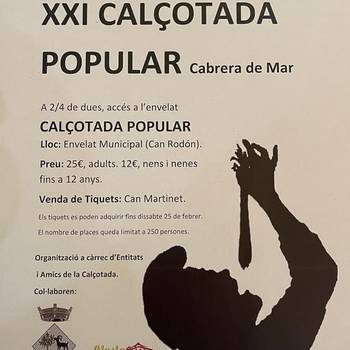 XXI CALÇOTADA
POPULAR Cabrera de Mar
A 2/4 de dues, accés a l'envelat
CALÇOTADA POPULAR
Lloc: Envelat Municipal (Can Rodón).
Preu: 25€, adults. 12€, nens i nenes
fins a 12 anys.
Venda de Tiquets: Can Martinet.
Els tiquets es poden adquirir fins dissabte 25 de febrer.
El nombre de places queda limitat a 250 persones.
Organització a càrrec d'Entitats
i Amics de la Calçotada.
Col·laboren: